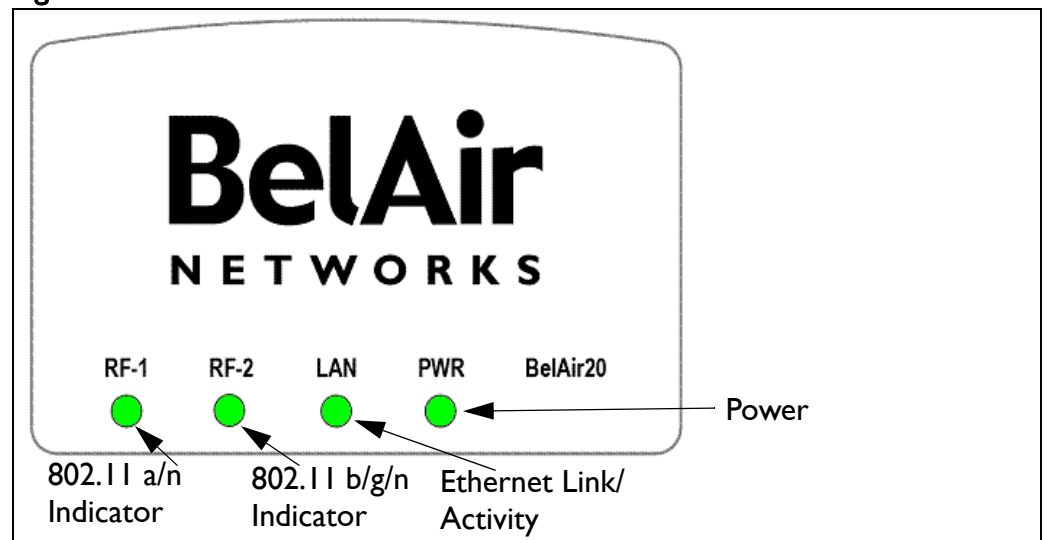 BelAir
NETWORKS
RF-1 RF-2 LAN PWR BelAir20
Power
802.11 a/n
Indicator
802.11 b/g/n
Indicator
Ethernet Link/
Activity